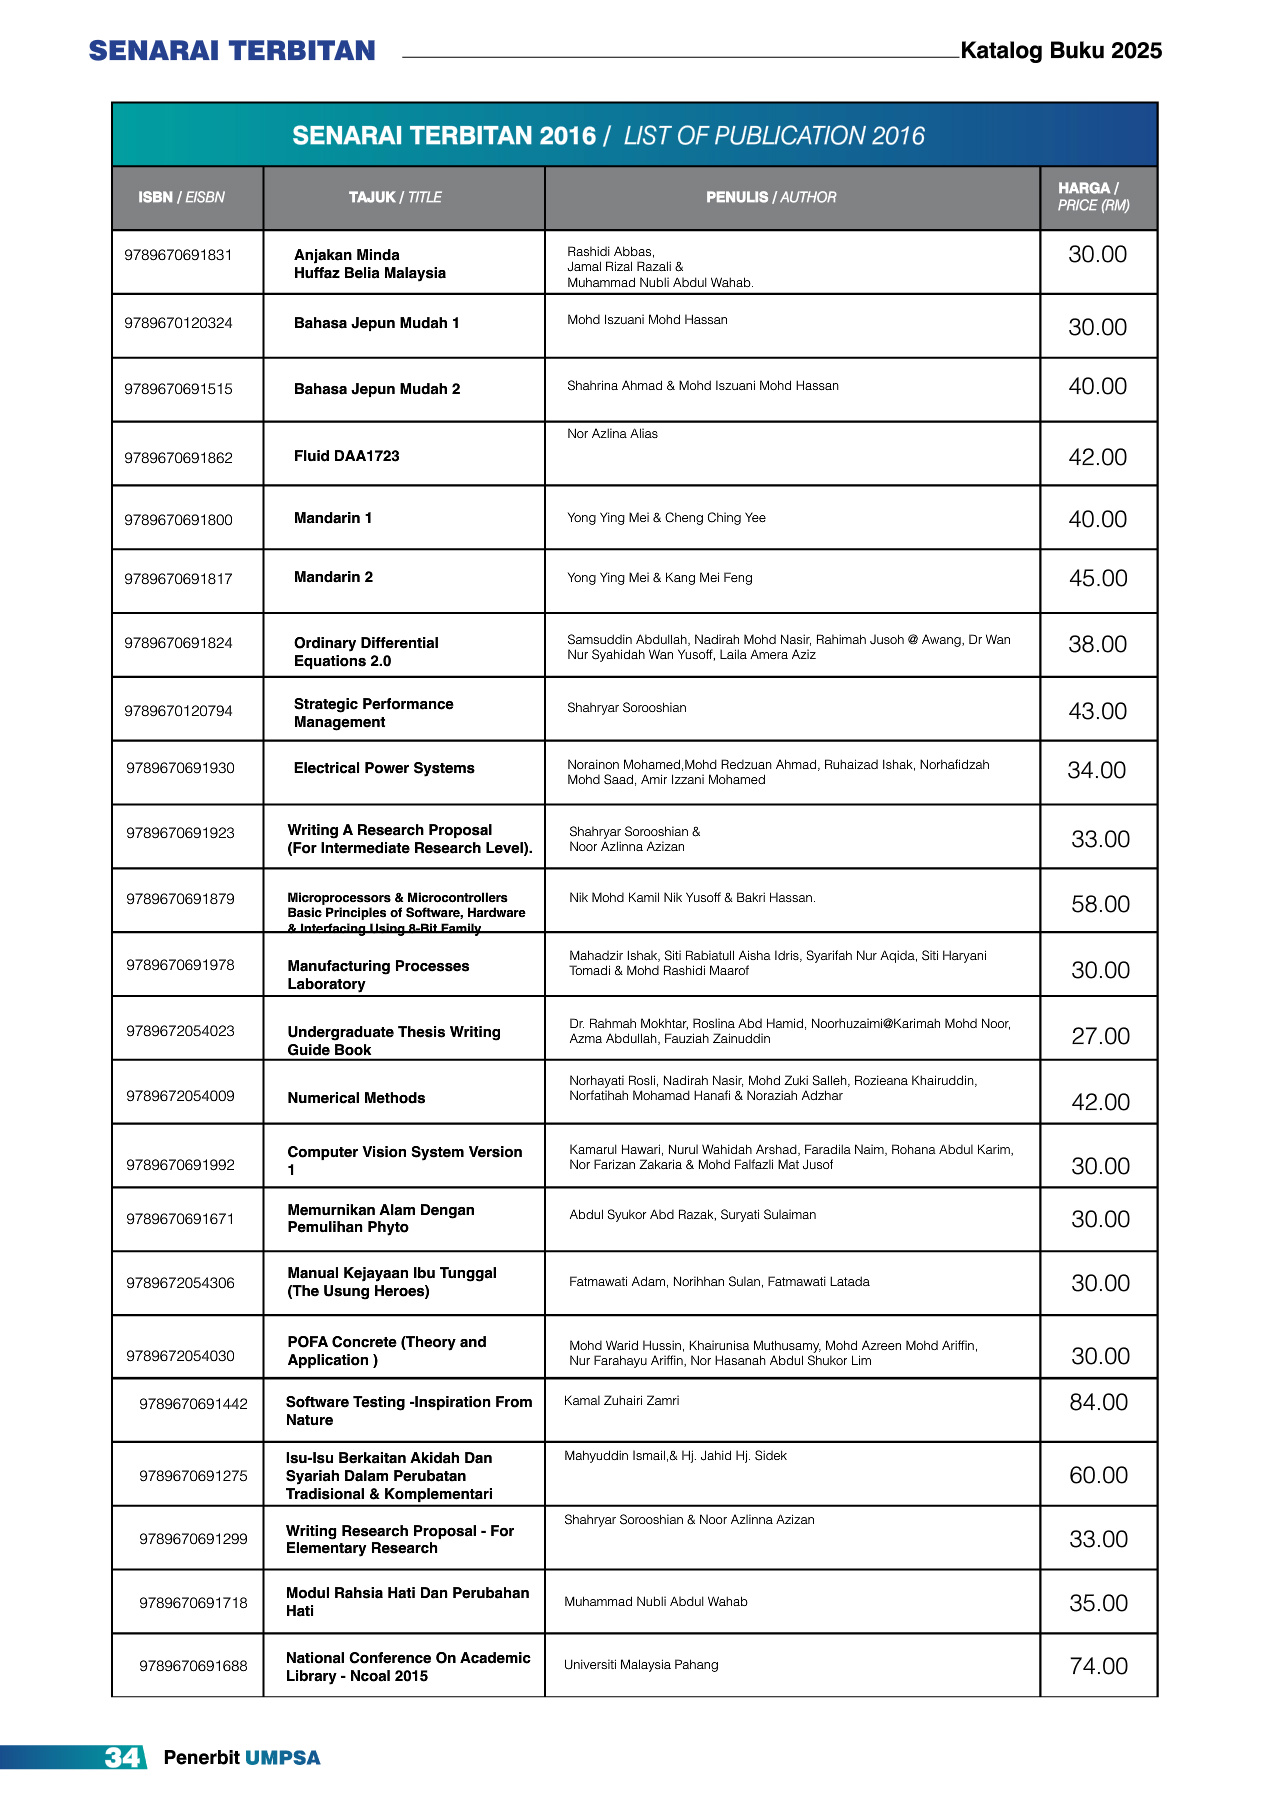 SENARAI TERBITAN
Katalog Buku 2025
SENARAI TERBITAN 2016 / LIST OF PUBLICATION 2016
ISBN / EISBN
TAJUK / TITLE
PENULIS / AUTHOR
HARGA /
PRICE (RM)
9789670691831
Anjakan Minda
Huffaz Belia Malaysia
Rashidi Abbas,
Jamal Rizal Razali &
Muhammad Nubli Abdul Wahab.
30.00
9789670120324
Bahasa Jepun Mudah 1
Mohd Iszuani Mohd Hassan
30.00
9789670691515
Bahasa Jepun Mudah 2
Shahrina Ahmad & Mohd Iszuani Mohd Hassan
40.00
9789670691862
Fluid DAA1723
Nor Azlina Alias
42.00
9789670691800
Mandarin 1
Yong Ying Mei & Cheng Ching Yee
40.00
9789670691817
Mandarin 2
Yong Ying Mei & Kang Mei Feng
45.00
9789670691824
Ordinary Differential
Equations 2.0
Samsuddin Abdullah, Nadirah Mohd Nasir, Rahimah Jusoh @ Awang, Dr Wan
Nur Syahidah Wan Yusoff, Laila Amera Aziz
38.00
9789670120794
Strategic Performance
Management
Shahryar Sorooshian
43.00
9789670691930
Electrical Power Systems
Norainon Mohamed,Mohd Redzuan Ahmad, Ruhaizad Ishak, Norhafidzah
Mohd Saad, Amir Izzani Mohamed
34.00
9789670691923
Writing A Research Proposal
(For Intermediate Research Level).
Shahryar Sorooshian &
Noor Azlinna Azizan
33.00
9789670691879
Microprocessors & Microcontrollers
Basic Principles of Software, Hardware
& Interfacing Using 8-Bit Family
Nik Mohd Kamil Nik Yusoff & Bakri Hassan.
58.00
9789670691978
Manufacturing Processes
Laboratory
Mahadzir Ishak, Siti Rabiatull Aisha Idris, Syarifah Nur Aqida, Siti Haryani
Tomadi & Mohd Rashidi Maarof
30.00
9789672054023
Undergraduate Thesis Writing
Guide Book
Dr. Rahmah Mokhtar, Roslina Abd Hamid, Noorhuzaimi@Karimah Mohd Noor,
Azma Abdullah, Fauziah Zainuddin
27.00
9789672054009
Numerical Methods
Norhayati Rosli, Nadirah Nasir, Mohd Zuki Salleh, Rozieana Khairuddin,
Norfatihah Mohamad Hanafi & Noraziah Adzhar
42.00
9789670691992
Computer Vision System Version
1
Kamarul Hawari, Nurul Wahidah Arshad, Faradila Naim, Rohana Abdul Karim,
Nor Farizan Zakaria & Mohd Falfazli Mat Jusof
30.00
9789670691671
Memurnikan Alam Dengan
Pemulihan Phyto
Abdul Syukor Abd Razak, Suryati Sulaiman
30.00
9789672054306
Manual Kejayaan Ibu Tunggal
(The Usung Heroes)
Fatmawati Adam, Norihhan Sulan, Fatmawati Latada
30.00
9789672054030
POFA Concrete (Theory and
Application )
Mohd Warid Hussin, Khairunisa Muthusamy, Mohd Azreen Mohd Ariffin,
Nur Farahayu Ariffin, Nor Hasanah Abdul Shukor Lim
30.00
9789670691442
Software Testing -Inspiration From
Nature
Kamal Zuhairi Zamri
84.00
9789670691275
Isu-Isu Berkaitan Akidah Dan
Syariah Dalam Perubatan
Tradisional & Komplementari
Mahyuddin Ismail,& Hj. Jahid Hj. Sidek
60.00
9789670691299
Writing Research Proposal - For
Elementary Research
Shahryar Sorooshian & Noor Azlinna Azizan
33.00
9789670691718
Modul Rahsia Hati Dan Perubahan
Hati
Muhammad Nubli Abdul Wahab
35.00
9789670691688
National Conference On Academic
Library - Ncoal 2015
Universiti Malaysia Pahang
74.00
34
Penerbit UMPSA